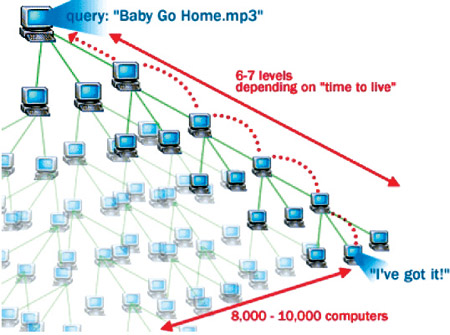 query: "Baby Go Home.mp3"
6-7 levels
depending on "time to live"
"I've got it!"
8,000 - 10,000 computers